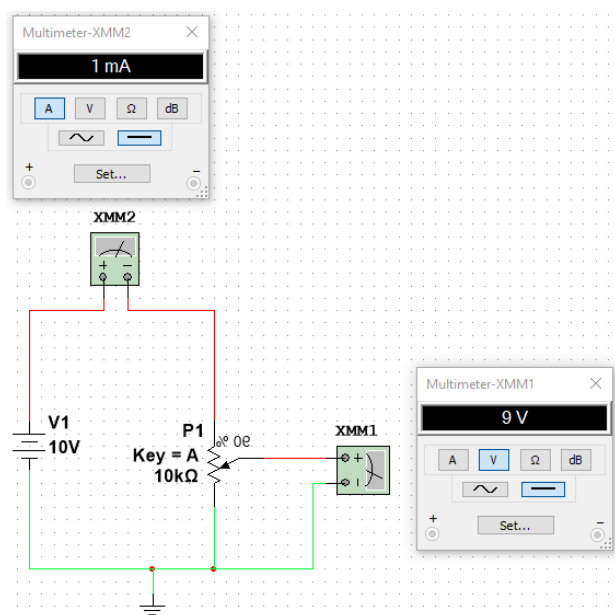 Multimeter-XMM2
1 mA
A V Ω dB
+ Set... −
XMM2
+ −
V1
10V
P1
90 %
Key = A
10kΩ
XMM1
+
−
Multimeter-XMM1
9 V
A V Ω dB
+ Set... −